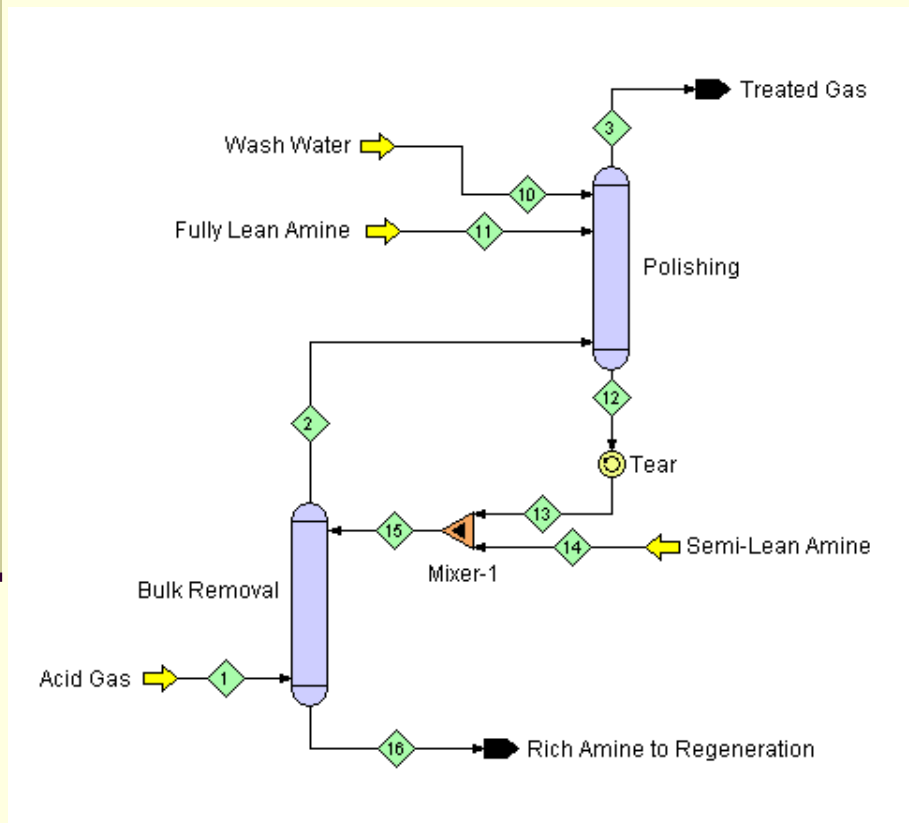 Treated Gas
3
Wash Water
10
Fully Lean Amine
11
Polishing
12
2
Tear
13
15
14
Semi-Lean Amine
Mixer-1
Bulk Removal
Acid Gas
1
16
Rich Amine to Regeneration